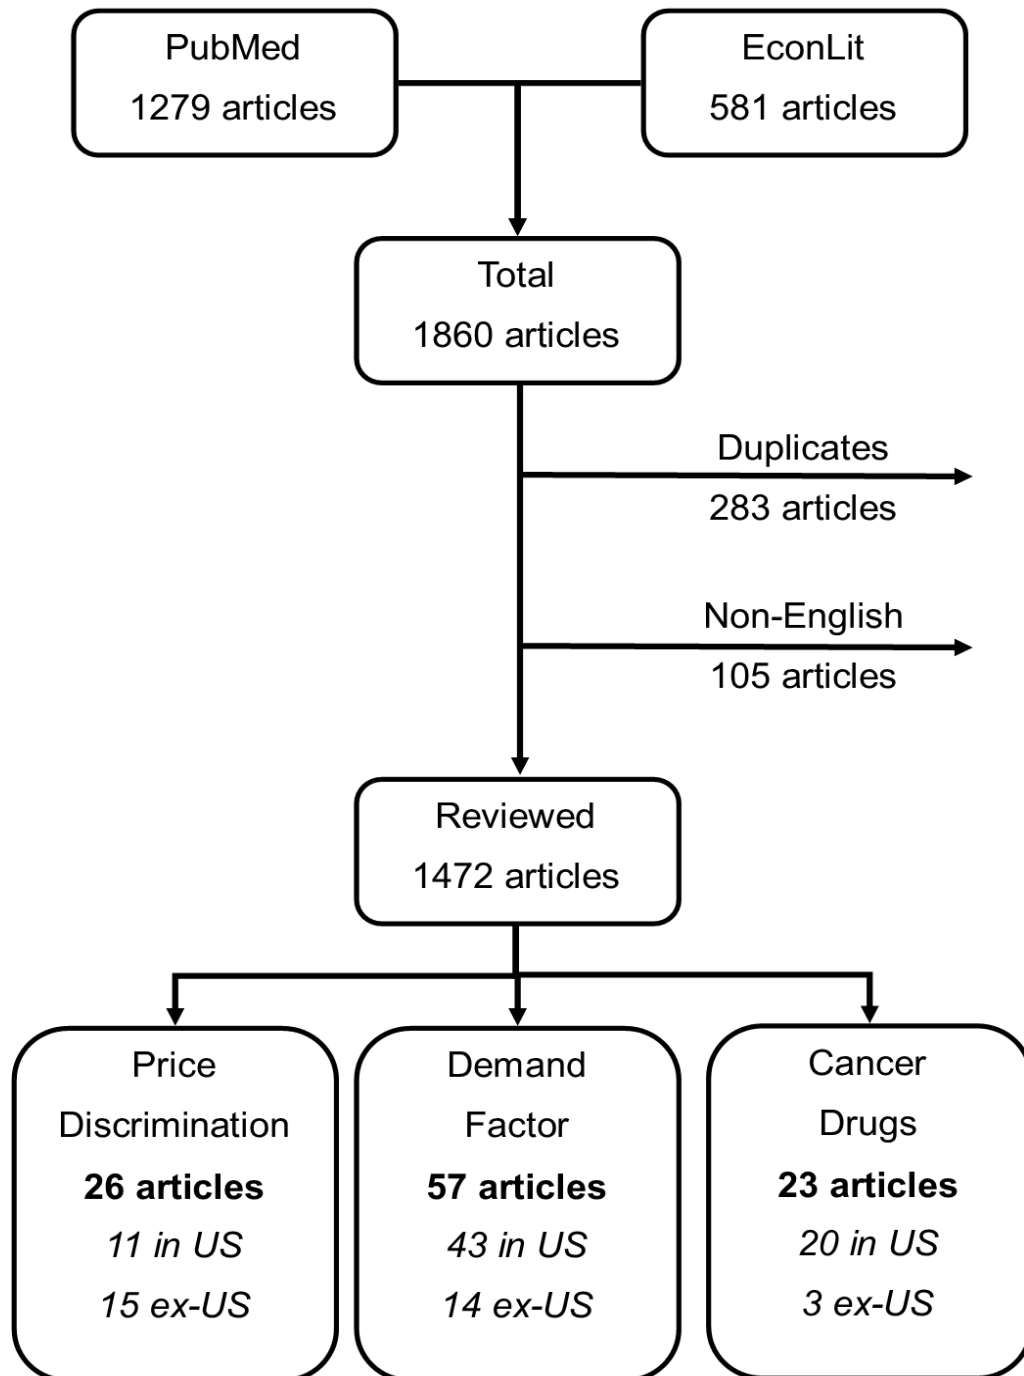 PubMed
1279 articles
EconLit
581 articles
Total
1860 articles
Duplicates
283 articles
Non-English
105 articles
Reviewed
1472 articles
Price
Discrimination
26 articles
11 in US
15 ex-US
Demand
Factor
57 articles
43 in US
14 ex-US
Cancer
Drugs
23 articles
20 in US
3 ex-US